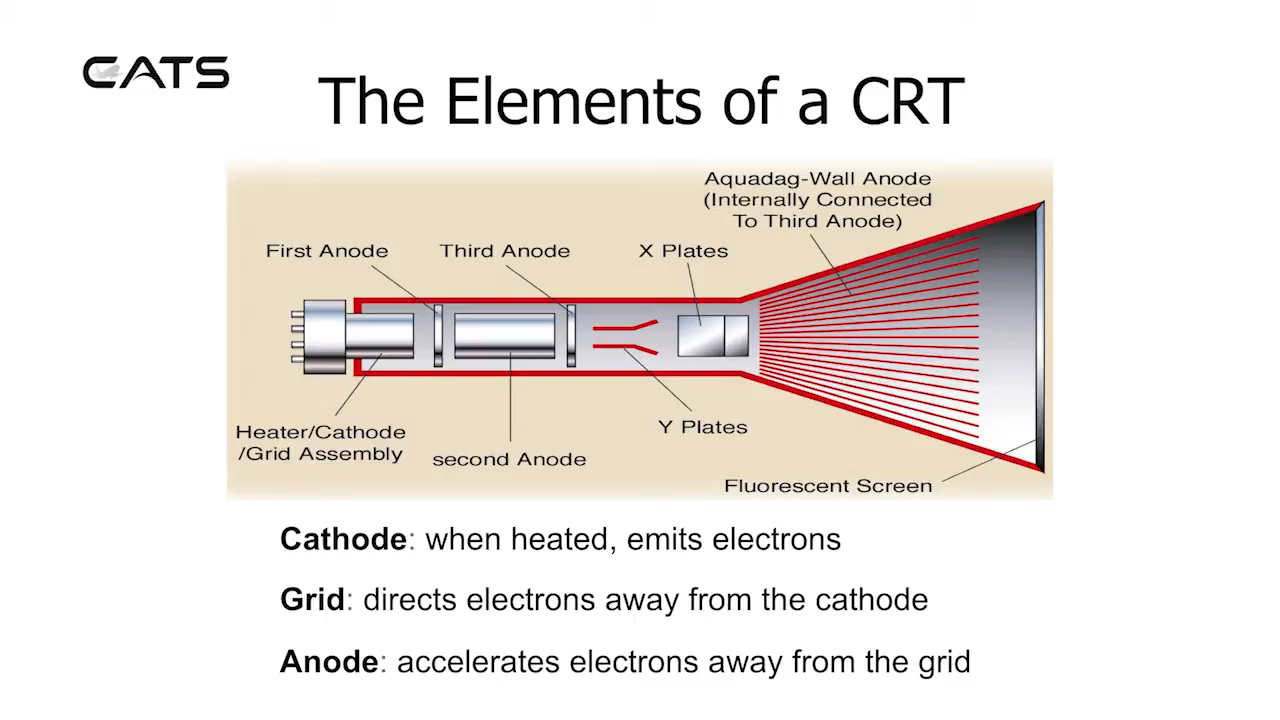 CATS
The Elements of a CRT
Aquadag-Wall Anode
(Internally Connected
To Third Anode)
First Anode
Third Anode
X Plates
Heater/Cathode
/Grid Assembly
second Anode
Y Plates
Fluorescent Screen
Cathode: when heated, emits electrons
Grid: directs electrons away from the cathode
Anode: accelerates electrons away from the grid